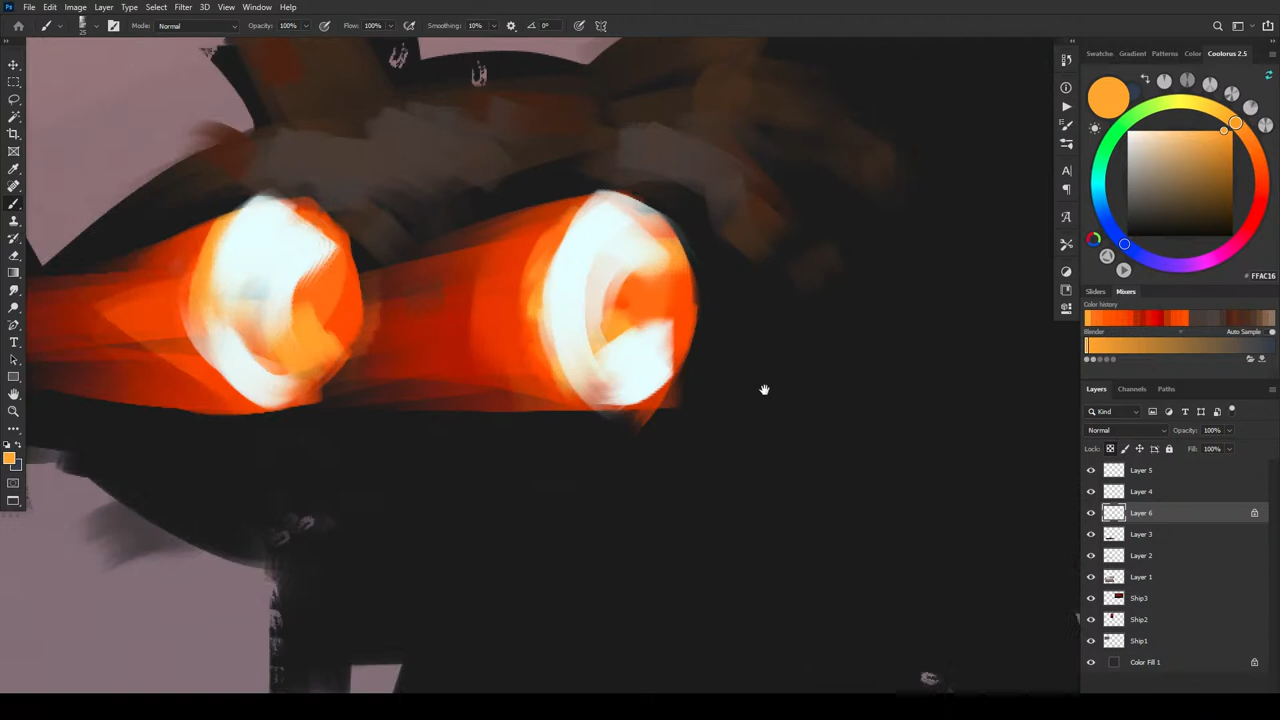 Ps File Edit Image Layer Type Select Filter 3D View Window Help
25 Mode: Normal Opacity: 100% Flow: 100% Smoothing: 10% 0°
Swatche Gradient Patterns Color Coolorus 2.5
# FFAC16
Sliders Mixers
Color history
Blender Auto Sample
Layers Channels Paths
Kind
Normal Opacity: 100%
Lock: Fill: 100%
Layer 5
Layer 4
Layer 6
Layer 3
Layer 2
Layer 1
Ship3
Ship2
Ship1
Color Fill 1